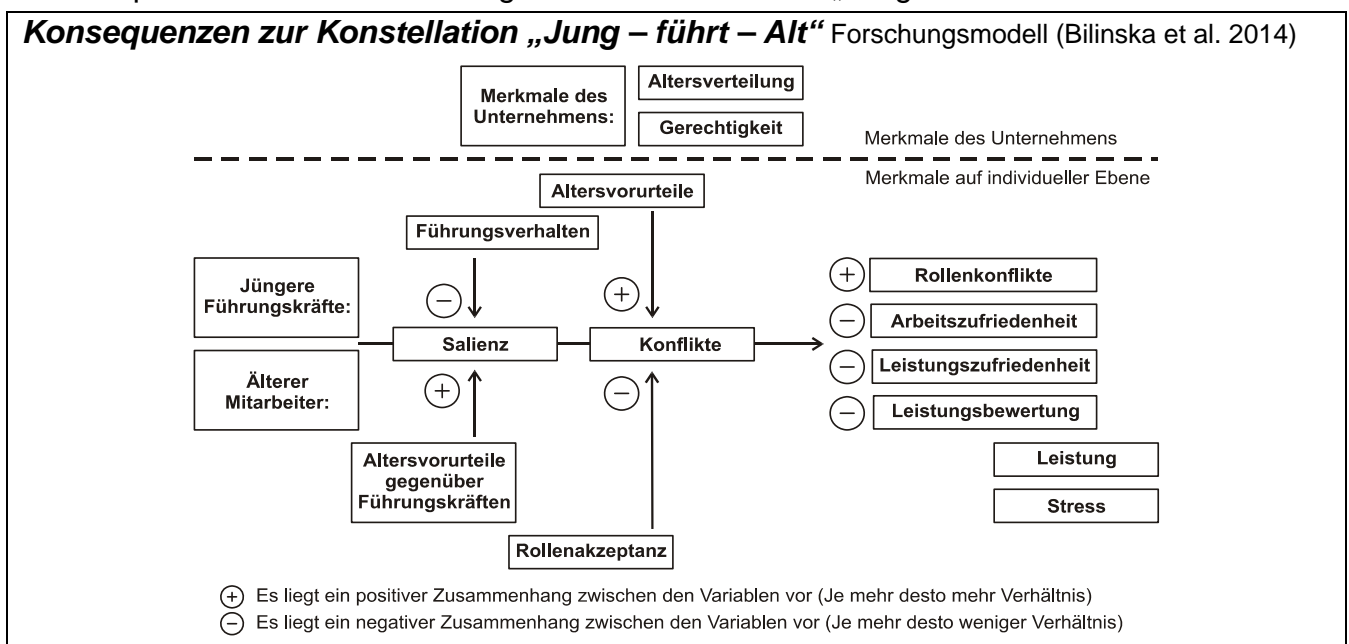 Konsequenzen zur Konstellation „Jung – führt – Alt“ Forschungsmodell (Bilinska et al. 2014)
Merkmale des
Unternehmens:
Altersverteilung
Gerechtigkeit
Merkmale des Unternehmens
Merkmale auf individueller Ebene
Altersvorurteile
Führungsverhalten
Jüngere
Führungskräfte:
Älterer
Mitarbeiter:
−
+
Salienz
Konflikte
+
−
+ Rollenkonflikte
− Arbeitszufriedenheit
− Leistungszufriedenheit
− Leistungsbewertung
Altersvorurteile
gegenüber
Führungskräften
Leistung
Stress
Rollenakzeptanz
+ Es liegt ein positiver Zusammenhang zwischen den Variablen vor (Je mehr desto mehr Verhältnis)
− Es liegt ein negativer Zusammenhang zwischen den Variablen vor (Je mehr desto weniger Verhältnis)